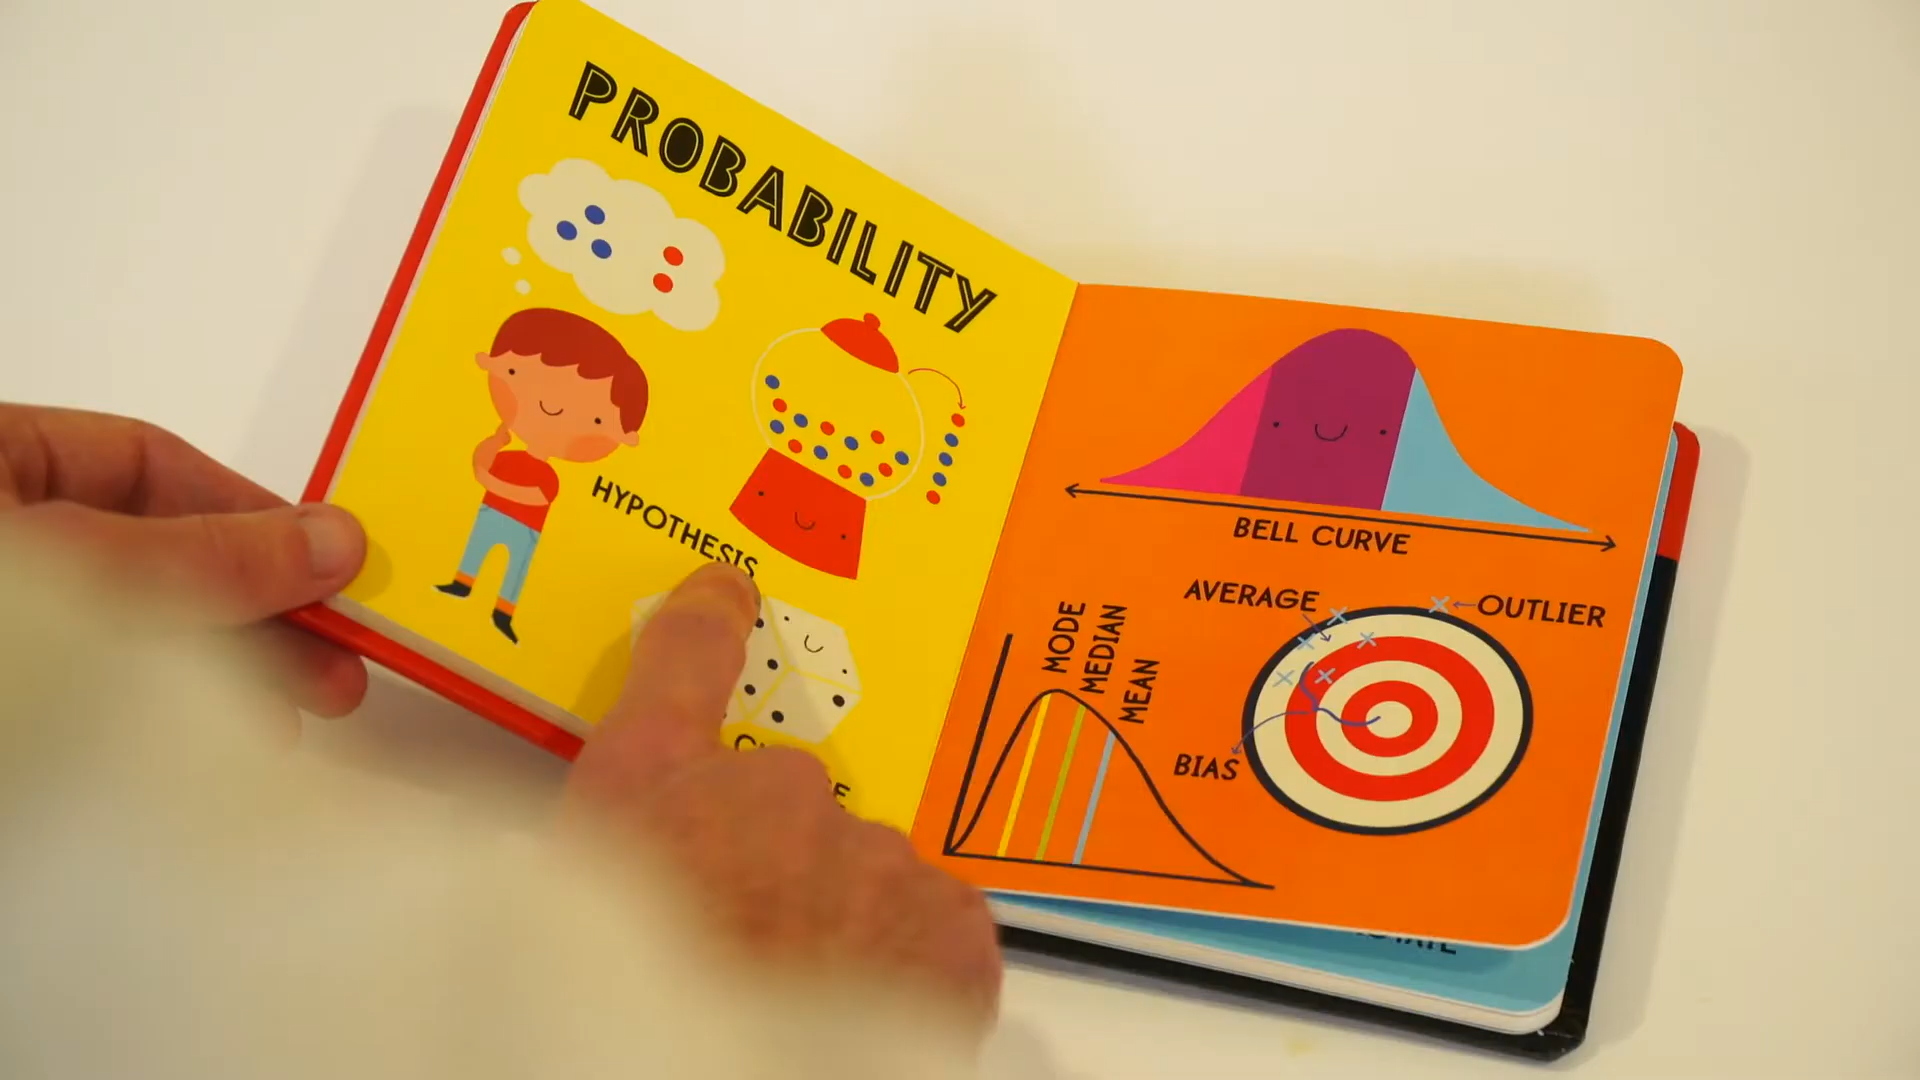 PROBABILITY
HYPOTHESIS
BELL CURVE
AVERAGE
OUTLIER
MODE
MEDIAN
MEAN
BIAS